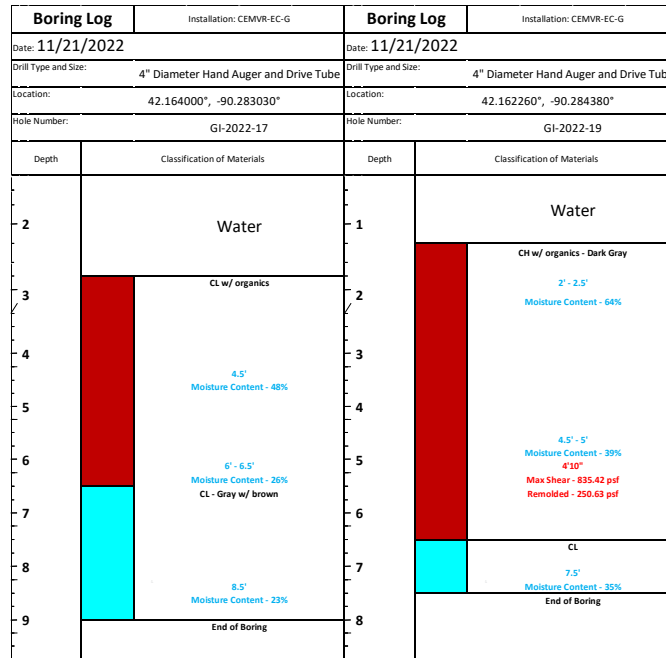 Boring Log
Installation: CEMVR-EC-G
Date: 11/21/2022
Drill Type and Size:
4" Diameter Hand Auger and Drive Tube
Location:
42.164000°, -90.283030°
Hole Number:
GI-2022-17
Depth
Classification of Materials
2
Water
CL w/ organics
3
4
4.5'
Moisture Content - 48%
5
6
6' - 6.5'
Moisture Content - 26%
CL - Gray w/ brown
7
8
8.5'
Moisture Content - 23%
9
End of Boring
Boring Log
Installation: CEMVR-EC-G
Date: 11/21/2022
Drill Type and Size:
4" Diameter Hand Auger and Drive Tub
Location:
42.162260°, -90.284380°
Hole Number:
GI-2022-19
Depth
Classification of Materials
Water
1
CH w/ organics - Dark Gray
2' - 2.5'
2
Moisture Content - 64%
3
4
4.5' - 5'
Moisture Content - 39%
5
4'10"
Max Shear - 835.42 psf
Remolded - 250.63 psf
6
CL
7
7.5'
Moisture Content - 35%
End of Boring
8